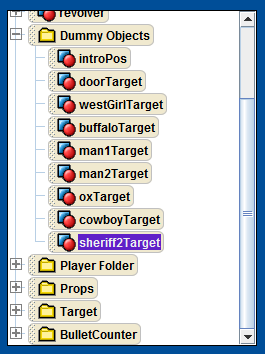 revolver
Dummy Objects
introPos
doorTarget
westGirlTarget
buffaloTarget
man1Target
man2Target
oxTarget
cowboyTarget
sheriff2Target
Player Folder
Props
Target
BulletCounter